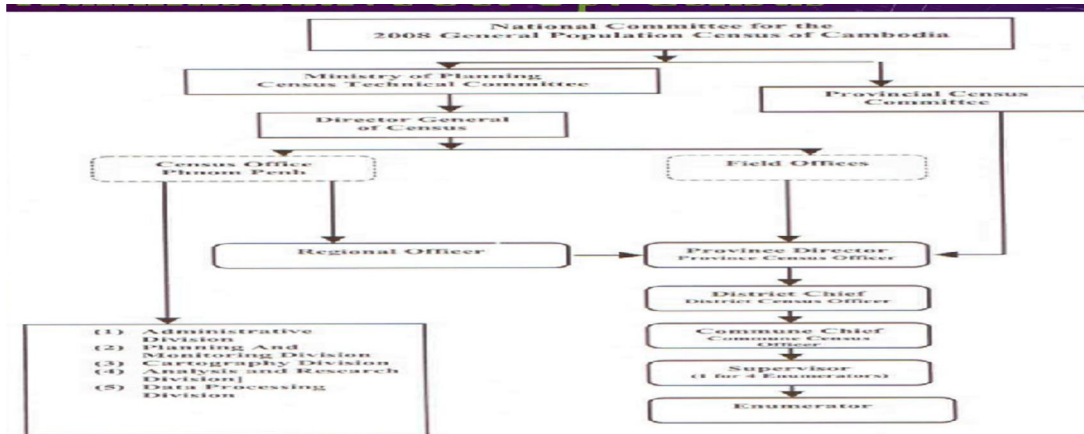 National Committee for the
2008 General Population Census of Cambodia
Ministry of Planning
Census Technical Committee
Provincial Census
Committee
Director General
of Census
Census Office
Phnom Penh
Field Offices
Regional Officer
Province Director
Province Census Officer
District Chief
District Census Officer
Commune Chief
Commune Census
Officer
Supervisor
(1 for 4 Enumerators)
Enumerator
(1) Administrative
Division
(2) Planning And
Monitoring Division
(3) Cartography Division
(4) Analysis and Research
Division]
(5) Data Processing
Division